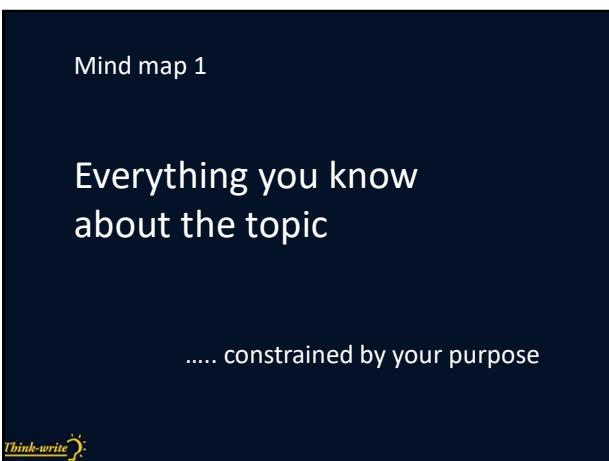 Mind map 1
Everything you know
about the topic
….. constrained by your purpose
Think-write